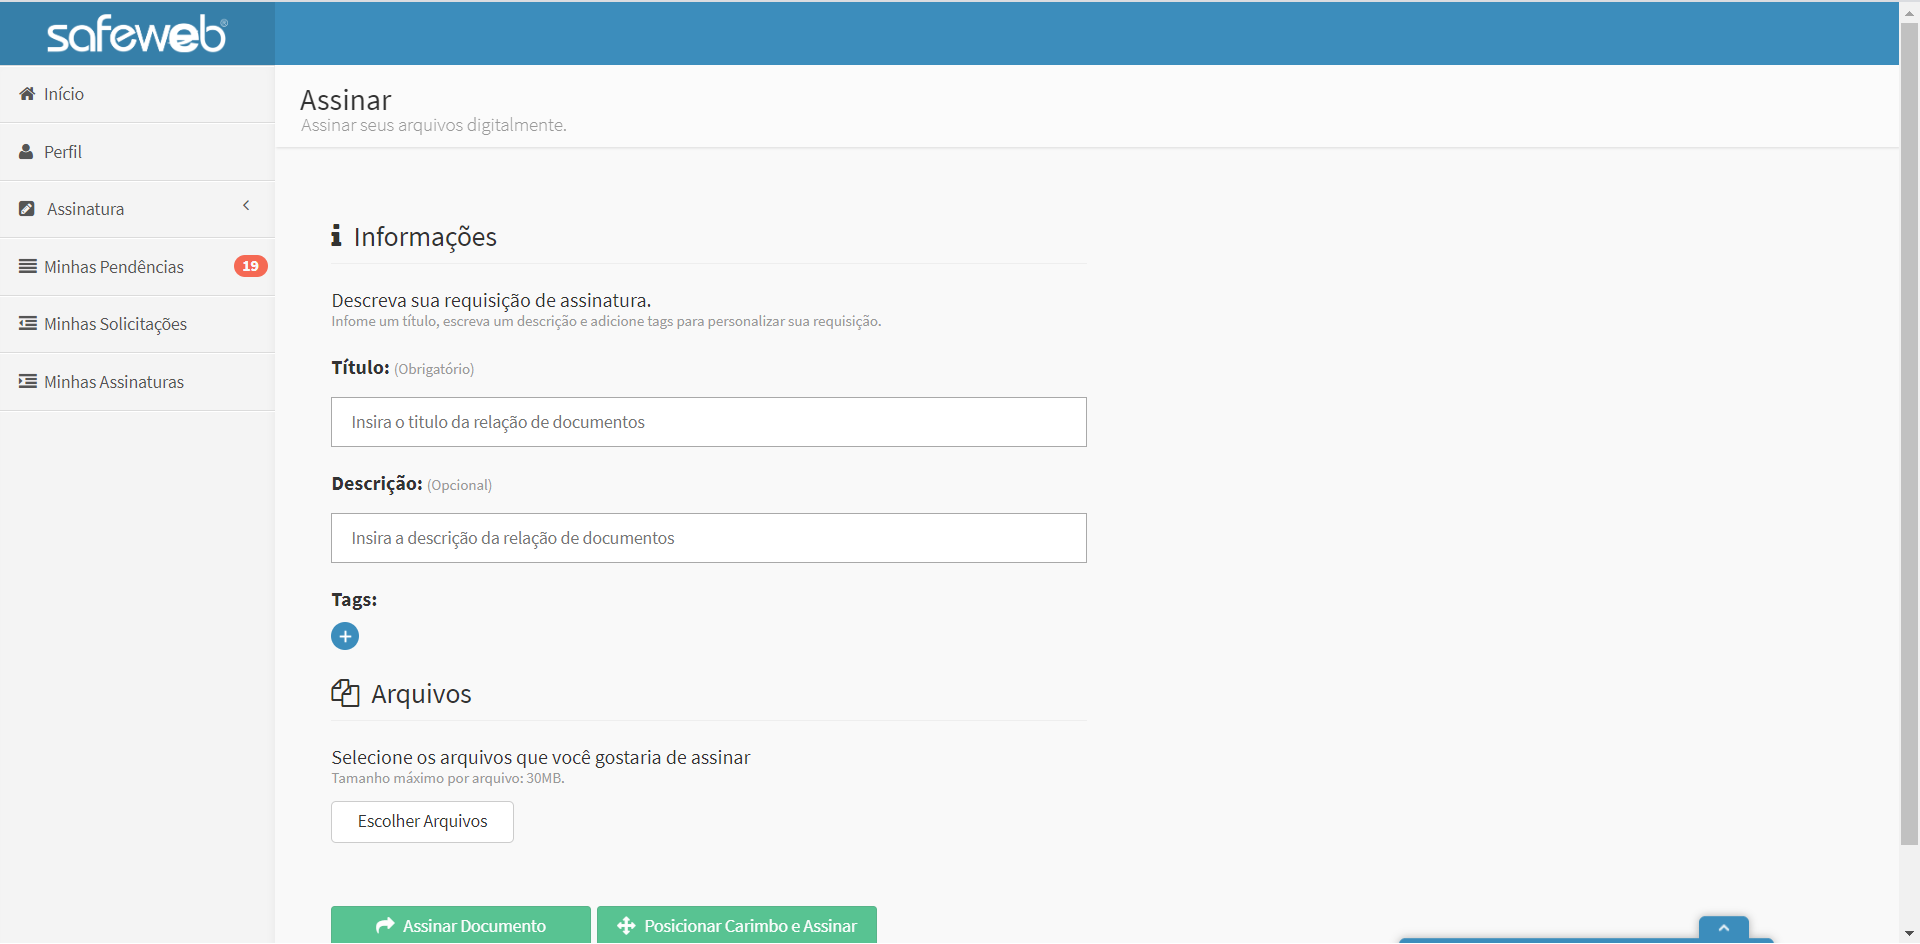 safeweb®
Início
Perfil
Assinatura
Minhas Pendências 19
Minhas Solicitações
Minhas Assinaturas
Assinar
Assinar seus arquivos digitalmente.
Informações
Descreva sua requisição de assinatura.
Infome um título, escreva um descrição e adicione tags para personalizar sua requisição.
Título: (Obrigatório)
Insira o titulo da relação de documentos
Descrição: (Opcional)
Insira a descrição da relação de documentos
Tags:
Arquivos
Selecione os arquivos que você gostaria de assinar
Tamanho máximo por arquivo: 30MB.
Escolher Arquivos
Assinar Documento
Posicionar Carimbo e Assinar